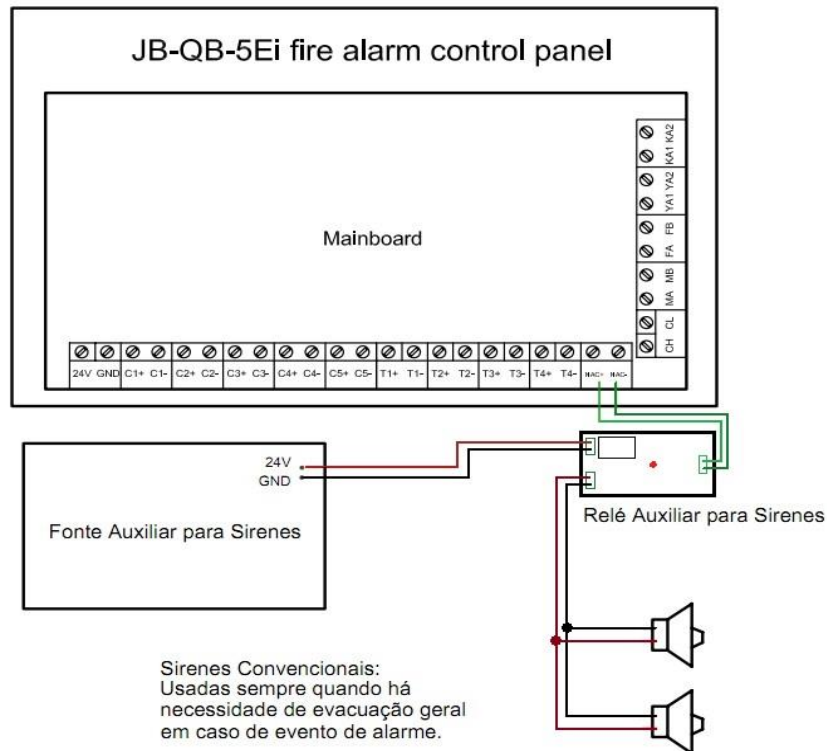 JB-QB-5Ei fire alarm control panel
Mainboard
KA1 KA2
YA1 YA2
FA FB
MA MB
CH CL
24V GND C1+ C1- C2+ C2- C3+ C3- C4+ C4- C5+ C5- T1+ T1- T2+ T2- T3+ T3- T4+ T4- NAC+ NAC-
24V
GND
Fonte Auxiliar para Sirenes
Relé Auxiliar para Sirenes
Sirenes Convencionais:
Usadas sempre quando há
necessidade de evacuação geral
em caso de evento de alarme.